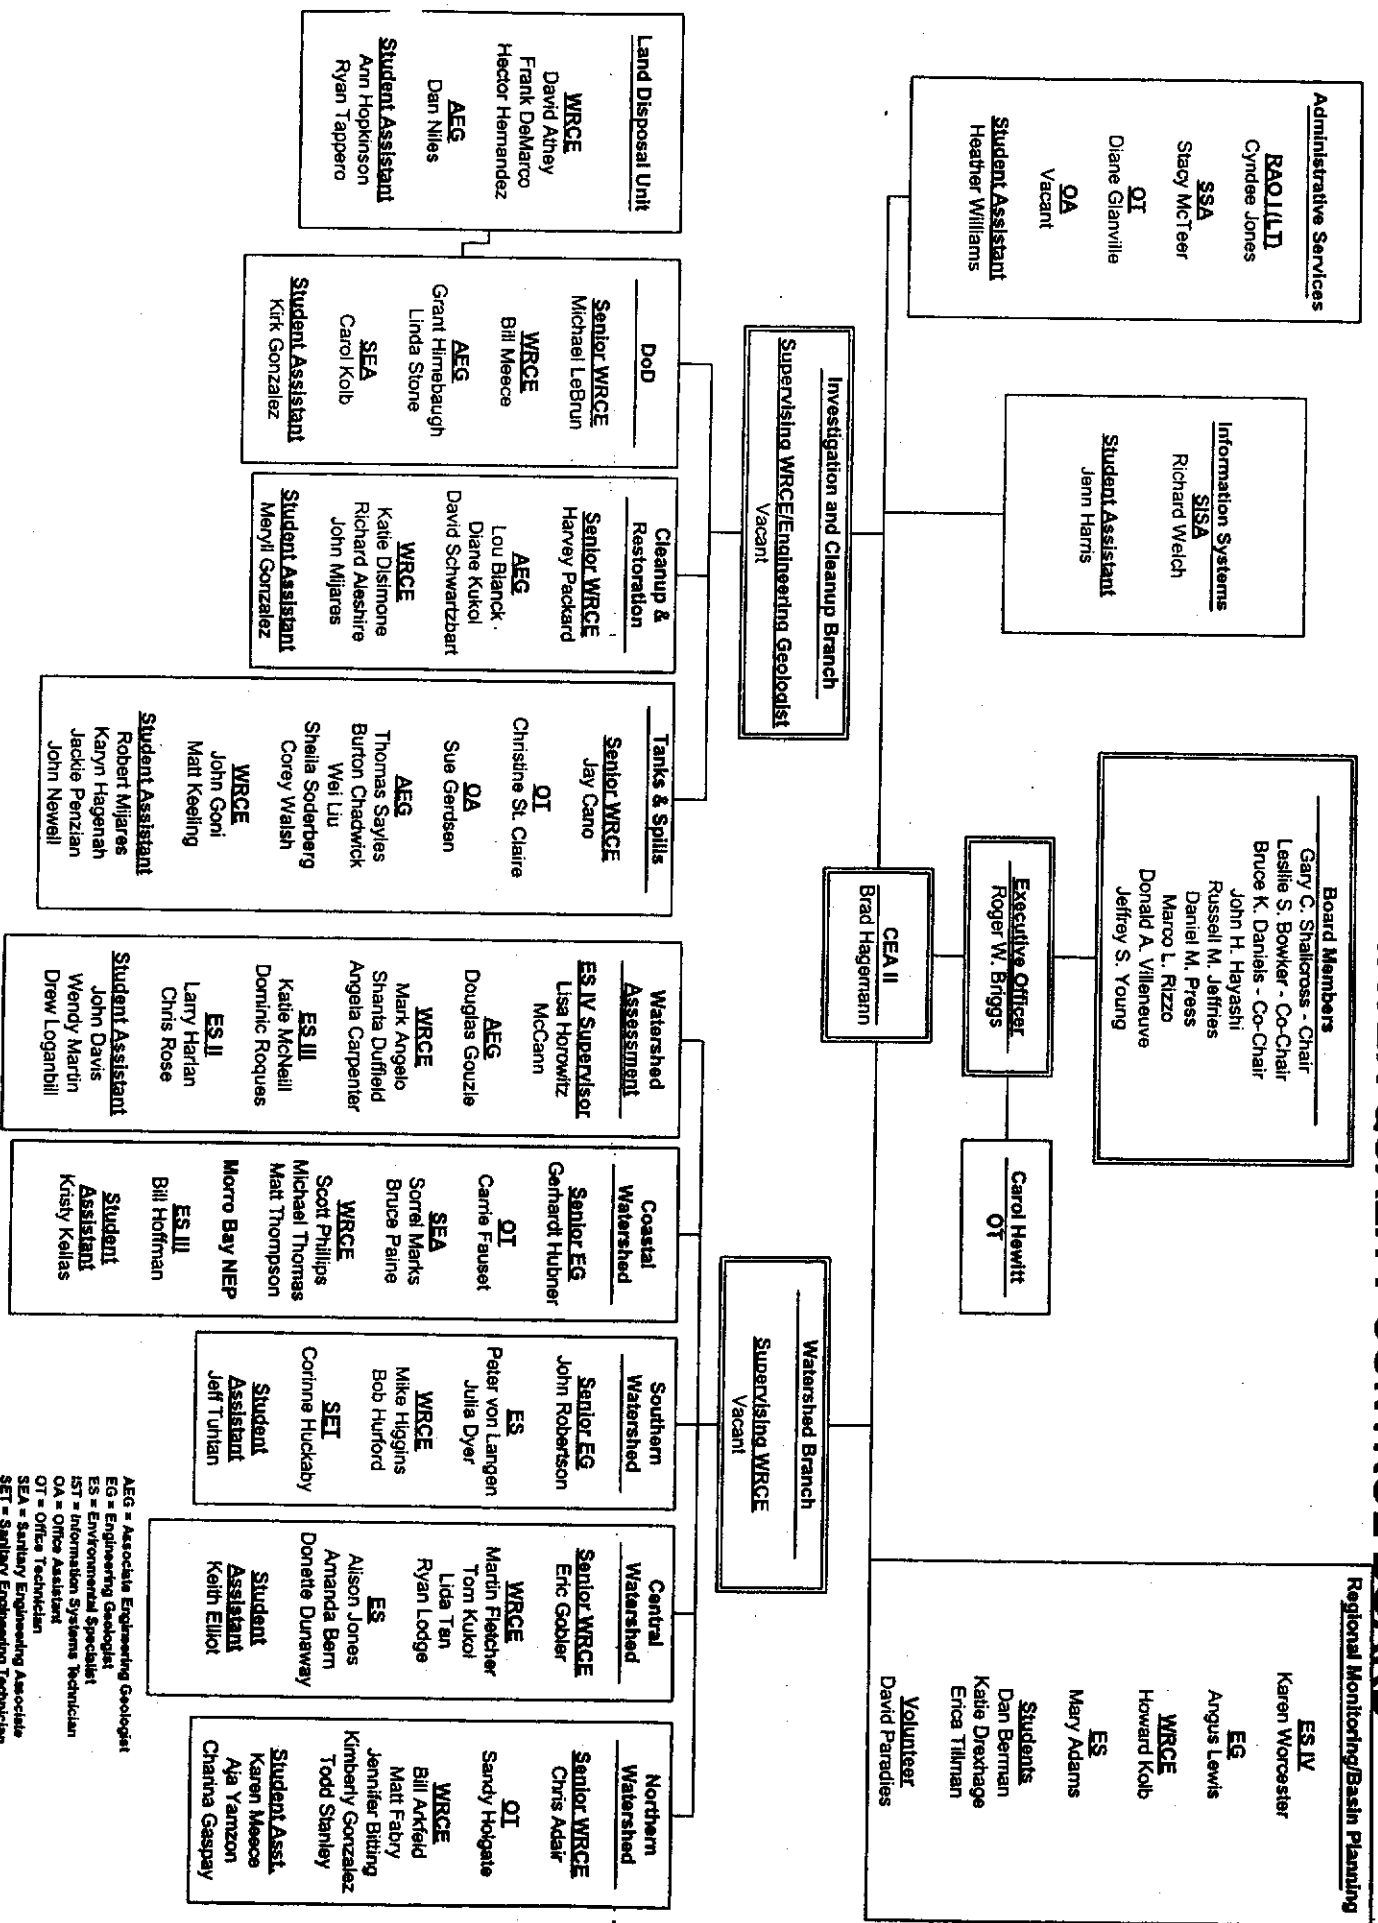 Board Members
Gary C. Shallcross - Chair
Leslie S. Bowker - Co-Chair
Bruce K. Daniels - Co-Chair
John H. Hayashi
Russell M. Jeffries
Daniel M. Press
Marco L. Rizzo
Donald A. Villeneuve
Jeffrey S. Young
Executive Officer
Roger W. Briggs
Carol Hewitt
OT
CEA II
Brad Hagemann
Administrative Services
RAO I (LT)
Cyndee Jones
SSA
Stacy McTeer
OT
Diane Glanville
OA
Vacant
Student Assistant
Heather Williams
Information Systems
SISA
Richard Welch
Student Assistant
Jenn Harris
Regional Monitoring/Basin Planning
ES IV
Karen Worcester
EG
Angus Lewis
WRCE
Howard Kolb
ES
Mary Adams
Students
Dan Berman
Katie Drexhage
Erica Tillman
Volunteer
David Paradies
Investigation and Cleanup Branch
Supervising WRCE/Engineering Geologist
Vacant
Watershed Branch
Supervising WRCE
Vacant
Land Disposal Unit
WRCE
David Athey
Frank DeMarco
Hector Hernandez
AEG
Dan Niles
Student Assistant
Ann Hopkinson
Ryan Tappero
DoD
Senior WRCE
Michael LeBrun
WRCE
Bill Meece
AEG
Grant Himebaugh
Linda Stone
SEA
Carol Kolb
Student Assistant
Kirk Gonzalez
Cleanup &
Restoration
Senior WRCE
Harvey Packard
AEG
Lou Blanck
Diane Kukol
David Schwartzbart
WRCE
Katie Disimone
Richard Aleshire
John Mijares
Student Assistant
Meryll Gonzalez
Tanks & Spills
Senior WRCE
Jay Cano
OT
Christine St. Claire
OA
Sue Gerdsen
AEG
Thomas Sayles
Burton Chadwick
Wei Liu
Sheila Soderberg
Corey Walsh
WRCE
John Goni
Matt Keeling
Student Assistant
Robert Mijares
Karyn Hagenah
Jackie Penzian
John Newell
Watershed
Assessment
ES IV Supervisor
Lisa Horowitz
McCann
AEG
Douglas Gouzie
WRCE
Mark Angelo
Shanta Duffield
Angela Carpenter
ES III
Katie McNeill
Dominic Roques
ES II
Larry Harlan
Chris Rose
Student Assistant
John Davis
Wendy Martin
Drew Loganbill
Coastal
Watershed
Senior EG
Gerhardt Hubner
OT
Carrie Fauset
SEA
Sorrel Marks
Bruce Paine
WRCE
Scott Phillips
Michael Thomas
Matt Thompson
Morro Bay NEP
ES III
Bill Hoffman
Student
Assistant
Kristy Kellas
Southern
Watershed
Senior EG
John Robertson
ES
Peter von Langen
Julia Dyer
WRCE
Mike Higgins
Bob Hurford
SET
Corinne Huckaby
Student
Assistant
Jeff Tuhtan
Central
Watershed
Senior WRCE
Eric Gobler
WRCE
Martin Fletcher
Tom Kukol
Lida Tan
Ryan Lodge
ES
Alison Jones
Amanda Bern
Donette Dunaway
Student
Assistant
Keith Elliot
Northern
Watershed
Senior WRCE
Chris Adair
OT
Sandy Holgate
WRCE
Bill Arkfeld
Matt Fabry
Jennifer Bitting
Kimberly Gonzalez
Todd Stanley
Student Asst.
Karen Meece
Aja Yamzon
Charina Gaspay
AEG = Associate Engineering Geologist
EG = Engineering Geologist
ES = Environmental Specialist
IST = Information Systems Technician
OA = Office Assistant
OT = Office Technician
SEA = Sanitary Engineering Associate
SET = Sanitary Engineering Technician